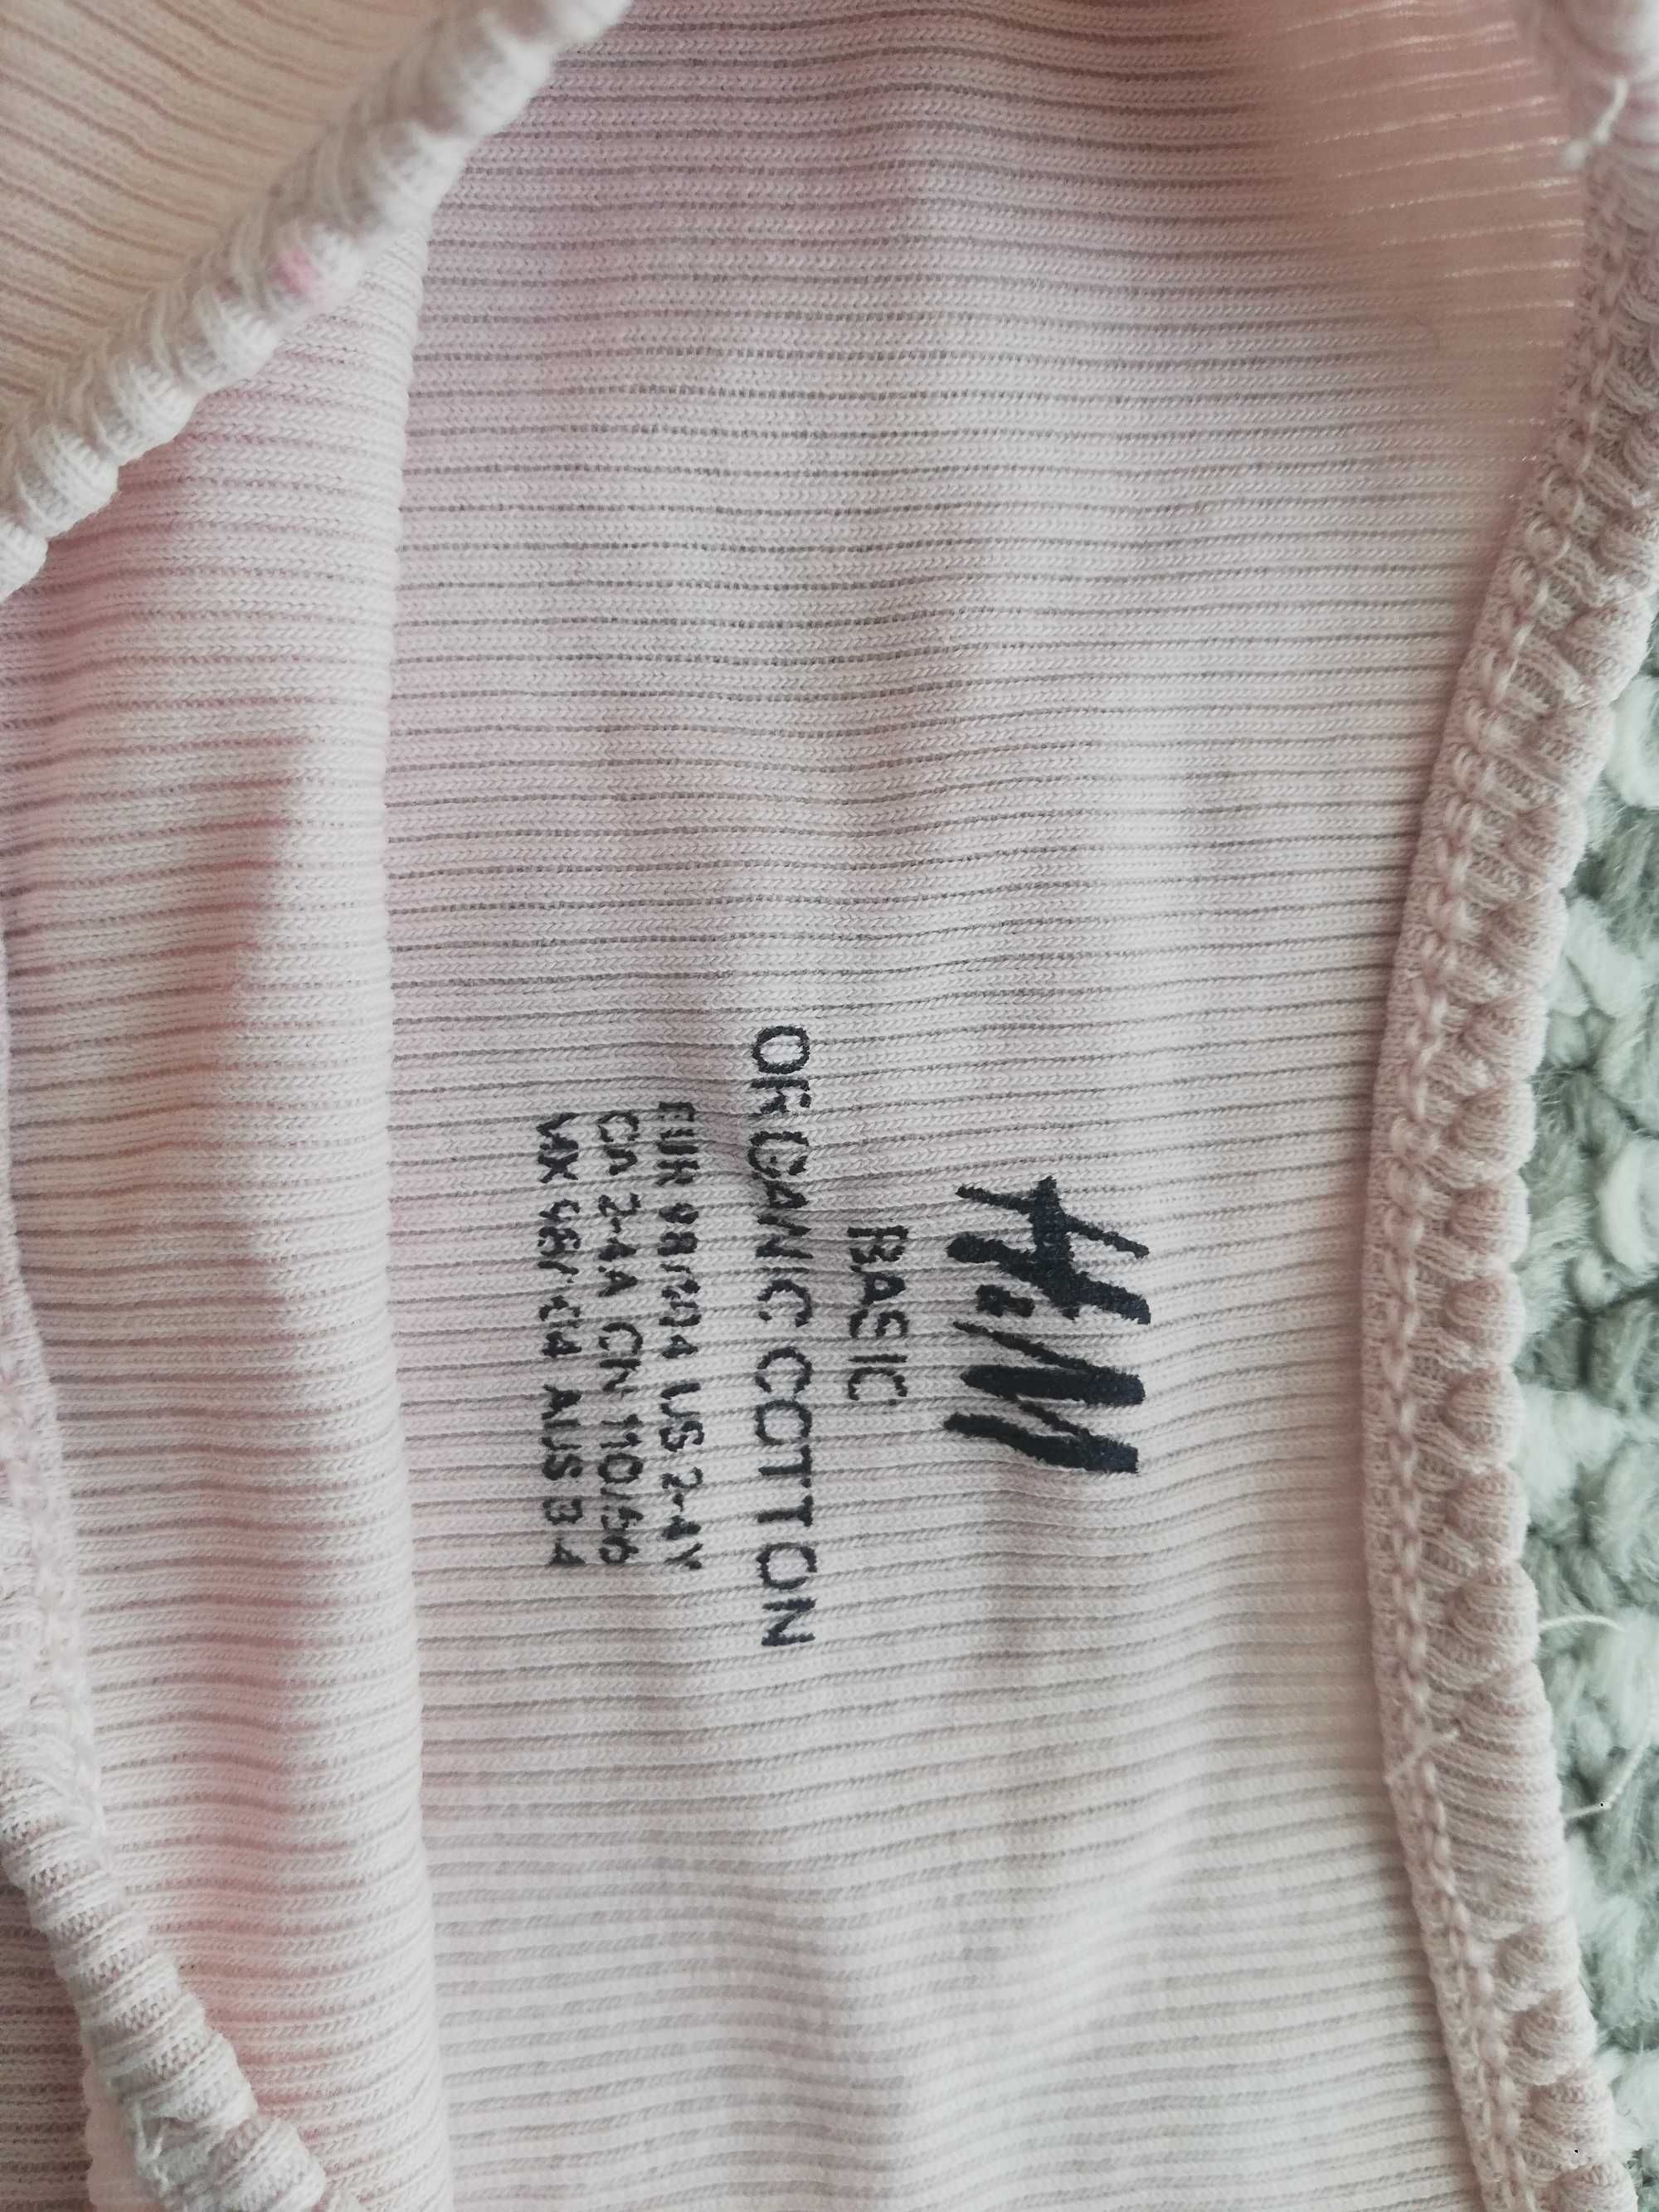 H&M
BASIC
ORGANIC COTTON
EUR 98/104 US 2-4Y
CA 2-4A CN 110/56
MX 98/104 AUS 3-4